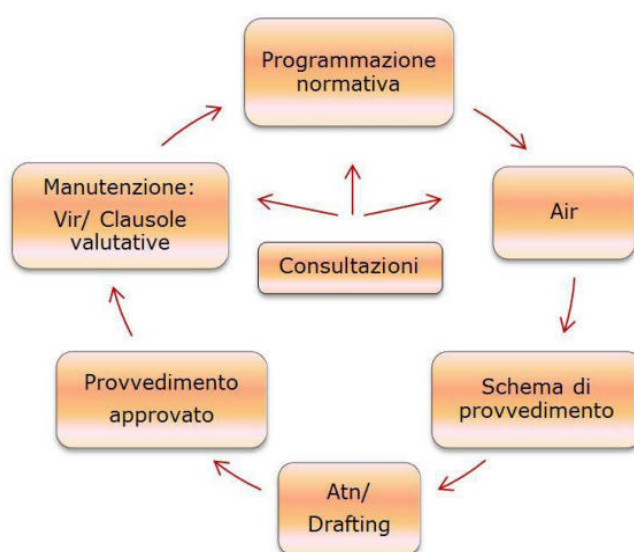 Programmazione
normativa
Manutenzione:
Vir/ Clausole
valutative
Air
Consultazioni
Provvedimento
approvato
Schema di
provvedimento
Atn/
Drafting